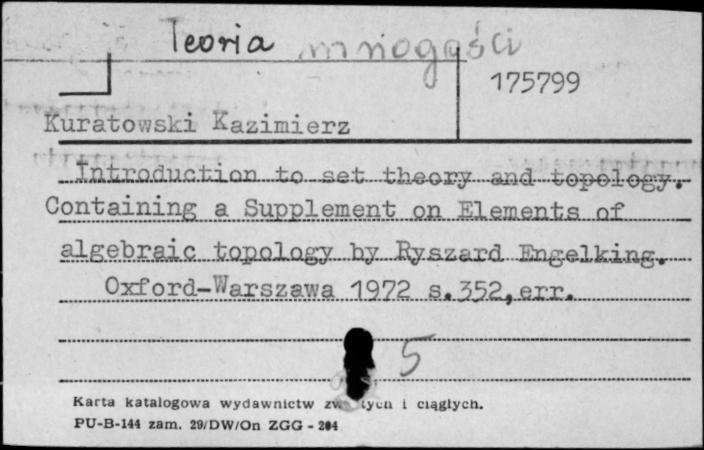 Teoria mnogości
175799
Kuratowski Kazimierz
Introduction to set theory and topology.
Containing a Supplement on Elements of
algebraic topology by Ryszard Engelking.
Oxford-Warszawa 1972 s.352,err.
5
Karta katalogowa wydawnictw i ciągłych.
PU-B-144 zam. 29/DW/On ZGG - 204